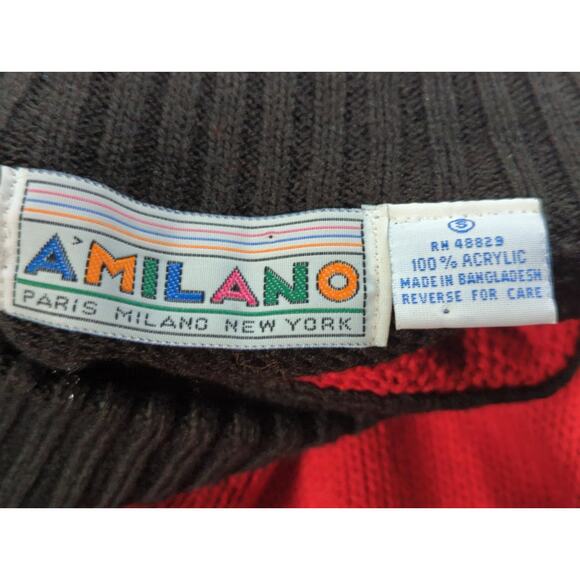 A'MILANO
PARIS MILANO NEW YORK
S
RN 48829
100% ACRYLIC
MADE IN BANGLADESH
REVERSE FOR CARE